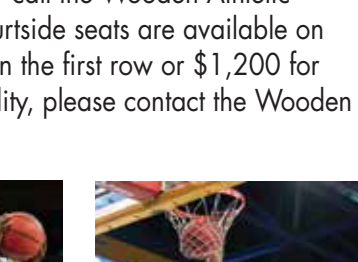 call the Wooden Athletic
urtside seats are available on
n the first row or $1,200 for
lity, please contact the Wooden